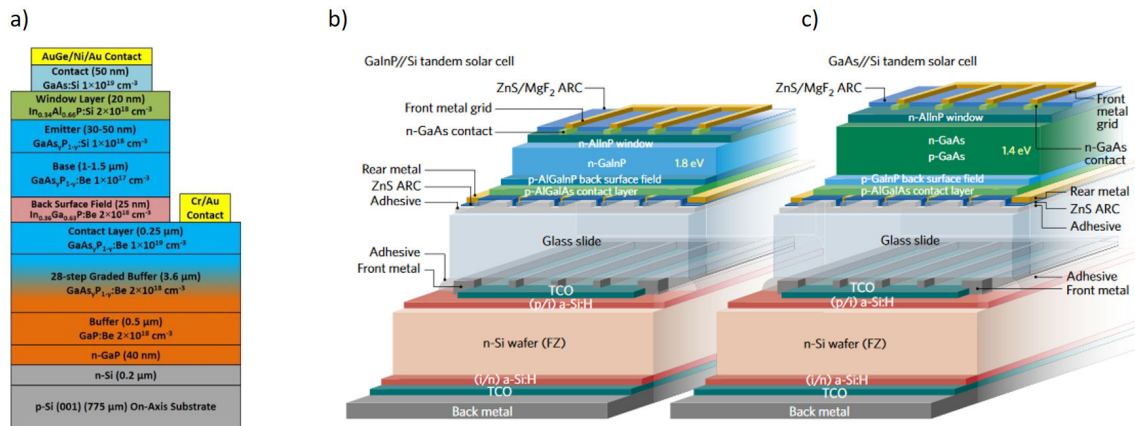 a)
AuGe/Ni/Au Contact
Contact (50 nm)
GaAs:Si 1×10¹⁹ cm⁻³
Window Layer (20 nm)
In₀.₃₄Al₀.₆₆P:Si 2×10¹⁸ cm⁻³
Emitter (30-50 nm)
GaAsᵧP₁₋ᵧ:Si 1×10¹⁸ cm⁻³
Base (1-1.5 µm)
GaAsᵧP₁₋ᵧ:Be 1×10¹⁷ cm⁻³
Back Surface Field (25 nm)
In₀.₃₆Ga₀.₆₄P:Be 2×10¹⁸ cm⁻³
Cr/Au
Contact
Contact Layer (0.25 µm)
GaAsᵧP₁₋ᵧ:Be 1×10¹⁹ cm⁻³
28-step Graded Buffer (3.6 µm)
GaAsᵧP₁₋ᵧ:Be 2×10¹⁸ cm⁻³
Buffer (0.5 µm)
GaP:Be 2×10¹⁸ cm⁻³
n-GaP (40 nm)
n-Si (0.2 µm)
p-Si (001) (775 µm) On-Axis Substrate
b)
GaInP//Si tandem solar cell
ZnS/MgF₂ ARC
Front metal grid
n-GaAs contact
n-AlInP window
n-GaInP
1.8 eV
p-AlGaInP back surface field
p-AlGaAs contact layer
Rear metal
ZnS ARC
Adhesive
Glass slide
Adhesive
Front metal
TCO
(p/i) a-Si:H
n-Si wafer (FZ)
(i/n) a-Si:H
TCO
Back metal
c)
GaAs//Si tandem solar cell
ZnS/MgF₂ ARC
Front
metal
grid
n-AlInP window
n-GaAs
contact
n-GaAs
p-GaAs
1.4 eV
p-GaInP back surface field
p-AlGaAs contact layer
Rear metal
ZnS ARC
Adhesive
Glass slide
Adhesive
Front metal
TCO
(p/i) a-Si:H
n-Si wafer (FZ)
(i/n) a-Si:H
TCO
Back metal